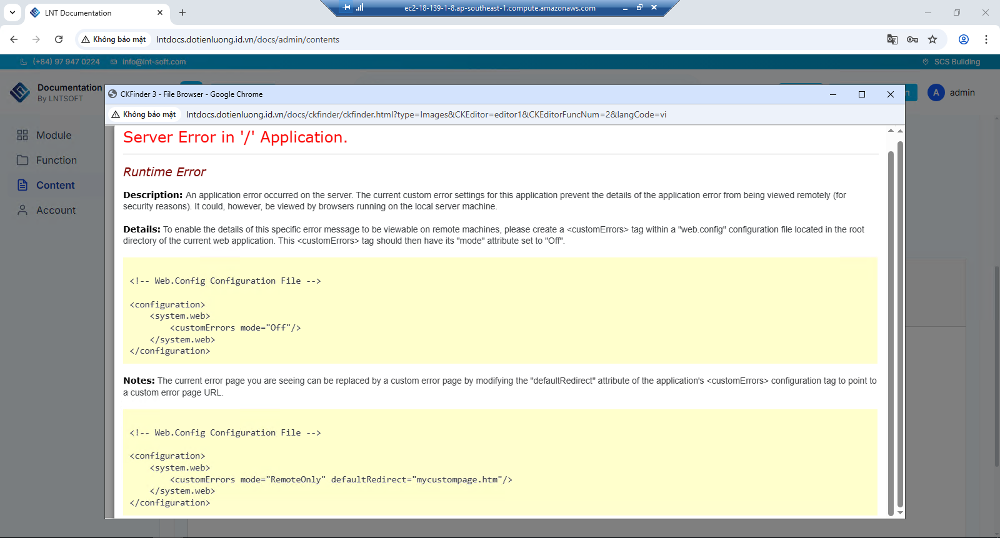 LNT Documentation
ec2-18-139-1-8.ap-southeast-1.compute.amazonaws.com
Không bảo mật
lntdocs.dotienluong.id.vn/docs/admin/contents
(+84) 97 947 0224
info@lnt-soft.com
SCS Buliding
Documentation
By LNTSOFT
A
admin
CKFinder 3 - File Browser - Google Chrome
Không bảo mật
lntdocs.dotienluong.id.vn/docs/ckfinder/ckfinder.html?type=Images&CKEditor=editor1&CKEditorFuncNum=2&langCode=vi
Module
Function
Content
Account
Server Error in '/' Application.
Runtime Error
Description: An application error occurred on the server. The current custom error settings for this application prevent the details of the application error from being viewed remotely (for
security reasons). It could, however, be viewed by browsers running on the local server machine.
Details: To enable the details of this specific error message to be viewable on remote machines, please create a <customErrors> tag within a "web.config" configuration file located in the root
directory of the current web application. This <customErrors> tag should then have its "mode" attribute set to "Off".
<!-- Web.Config Configuration File -->
<configuration>
<system.web>
<customErrors mode="Off"/>
</system.web>
</configuration>
Notes: The current error page you are seeing can be replaced by a custom error page by modifying the "defaultRedirect" attribute of the application's <customErrors> configuration tag to point to
a custom error page URL.
<!-- Web.Config Configuration File -->
<configuration>
<system.web>
<customErrors mode="RemoteOnly" defaultRedirect="mycustompage.htm"/>
</system.web>
</configuration>